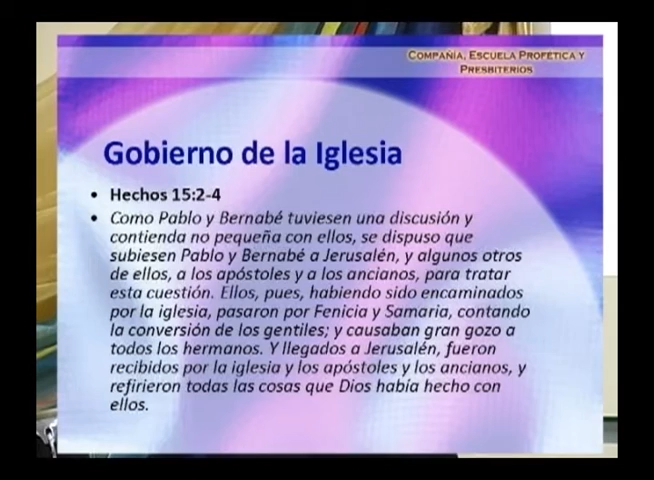 COMPAÑÍA, ESCUELA PROFÉTICA Y
PRESBITERIOS
Gobierno de la Iglesia
• Hechos 15:2-4
• Como Pablo y Bernabé tuviesen una discusión y
contienda no pequeña con ellos, se dispuso que
subiesen Pablo y Bernabé a Jerusalén, y algunos otros
de ellos, a los apóstoles y a los ancianos, para tratar
esta cuestión. Ellos, pues, habiendo sido encaminados
por la iglesia, pasaron por Fenicia y Samaria, contando
la conversión de los gentiles; y causaban gran gozo a
todos los hermanos. Y llegados a Jerusalén, fueron
recibidos por la iglesia y los apóstoles y los ancianos, y
refirieron todas las cosas que Dios había hecho con
ellos.